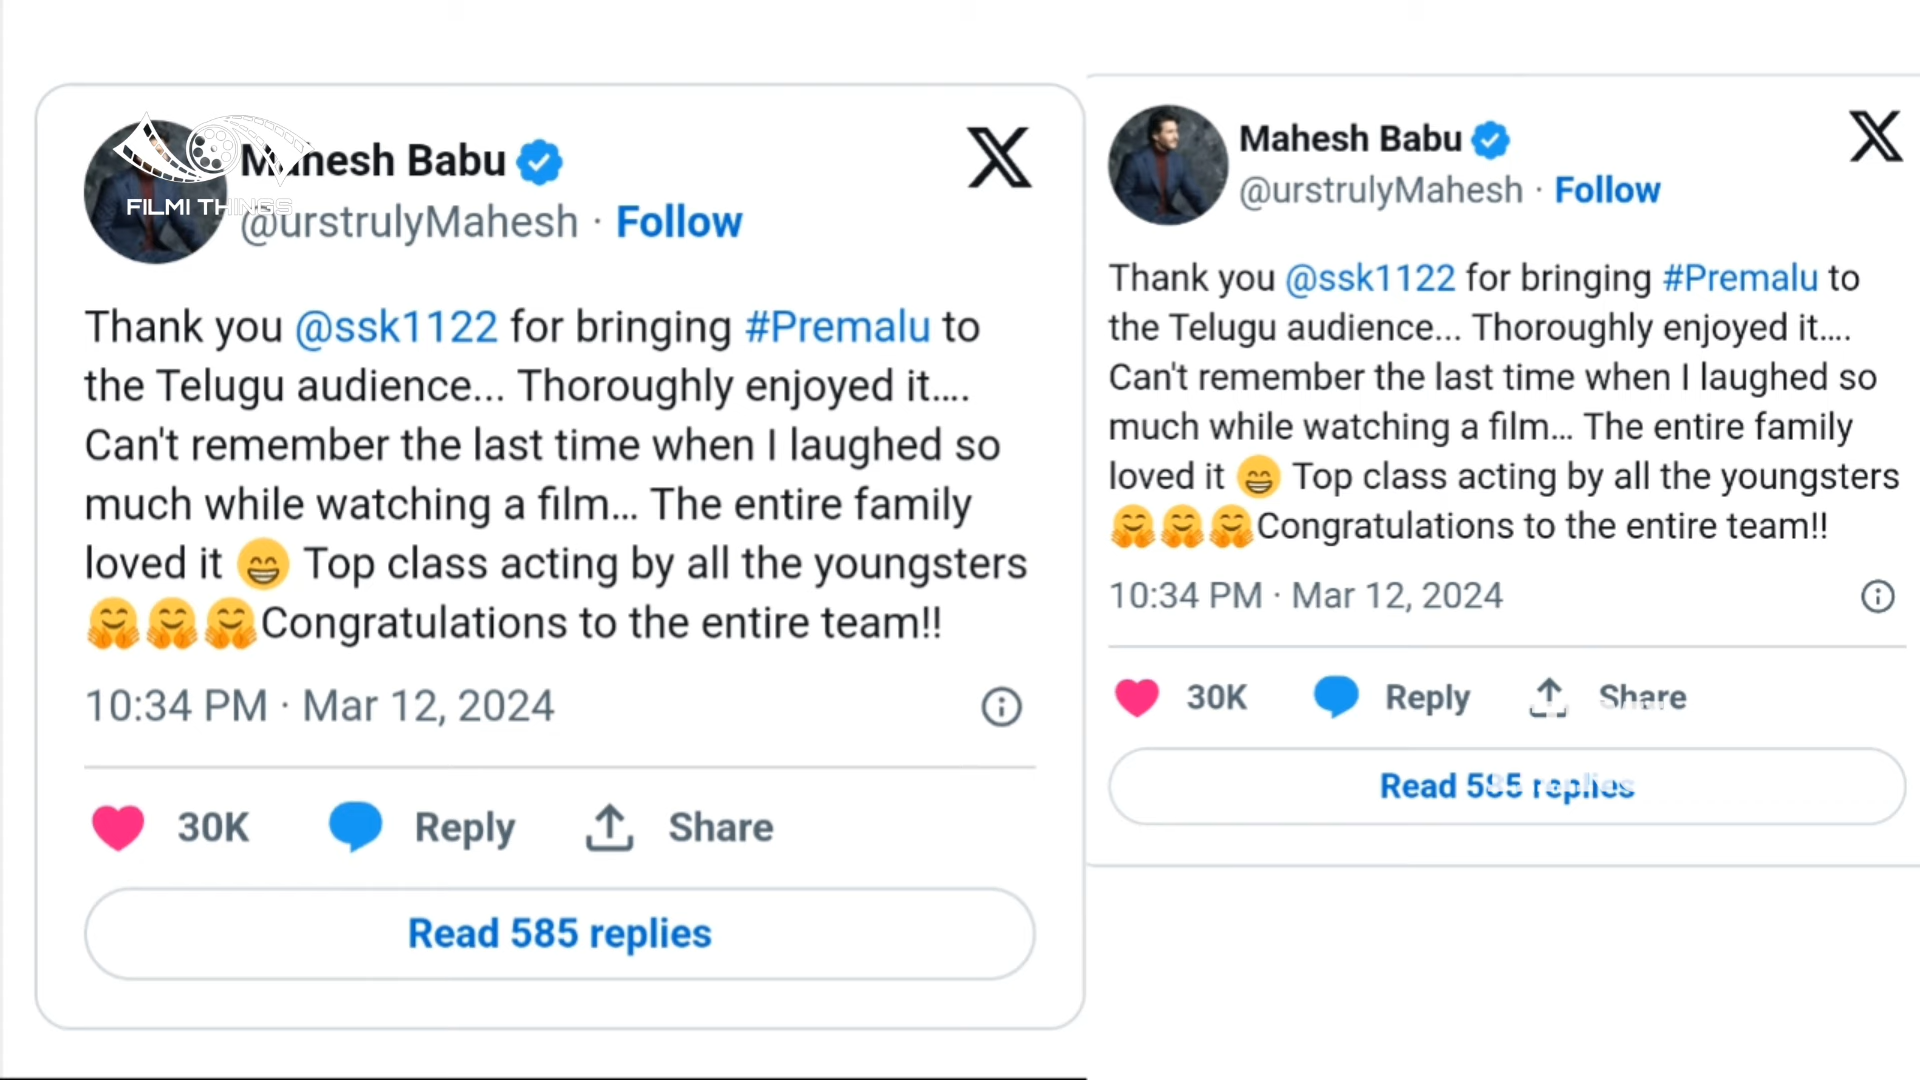 FILMI THINGS
Mahesh Babu
@urstrulyMahesh · Follow
Thank you @ssk1122 for bringing #Premalu to
the Telugu audience... Thoroughly enjoyed it....
Can't remember the last time when I laughed so
much while watching a film... The entire family
loved it 😁 Top class acting by all the youngsters
🤗🤗🤗Congratulations to the entire team!!
10:34 PM · Mar 12, 2024
30K Reply Share
Read 585 replies
Mahesh Babu
@urstrulyMahesh · Follow
Thank you @ssk1122 for bringing #Premalu to
the Telugu audience... Thoroughly enjoyed it....
Can't remember the last time when I laughed so
much while watching a film... The entire family
loved it 😁 Top class acting by all the youngsters
🤗🤗🤗Congratulations to the entire team!!
10:34 PM · Mar 12, 2024
30K Reply Share
Read 585 replies